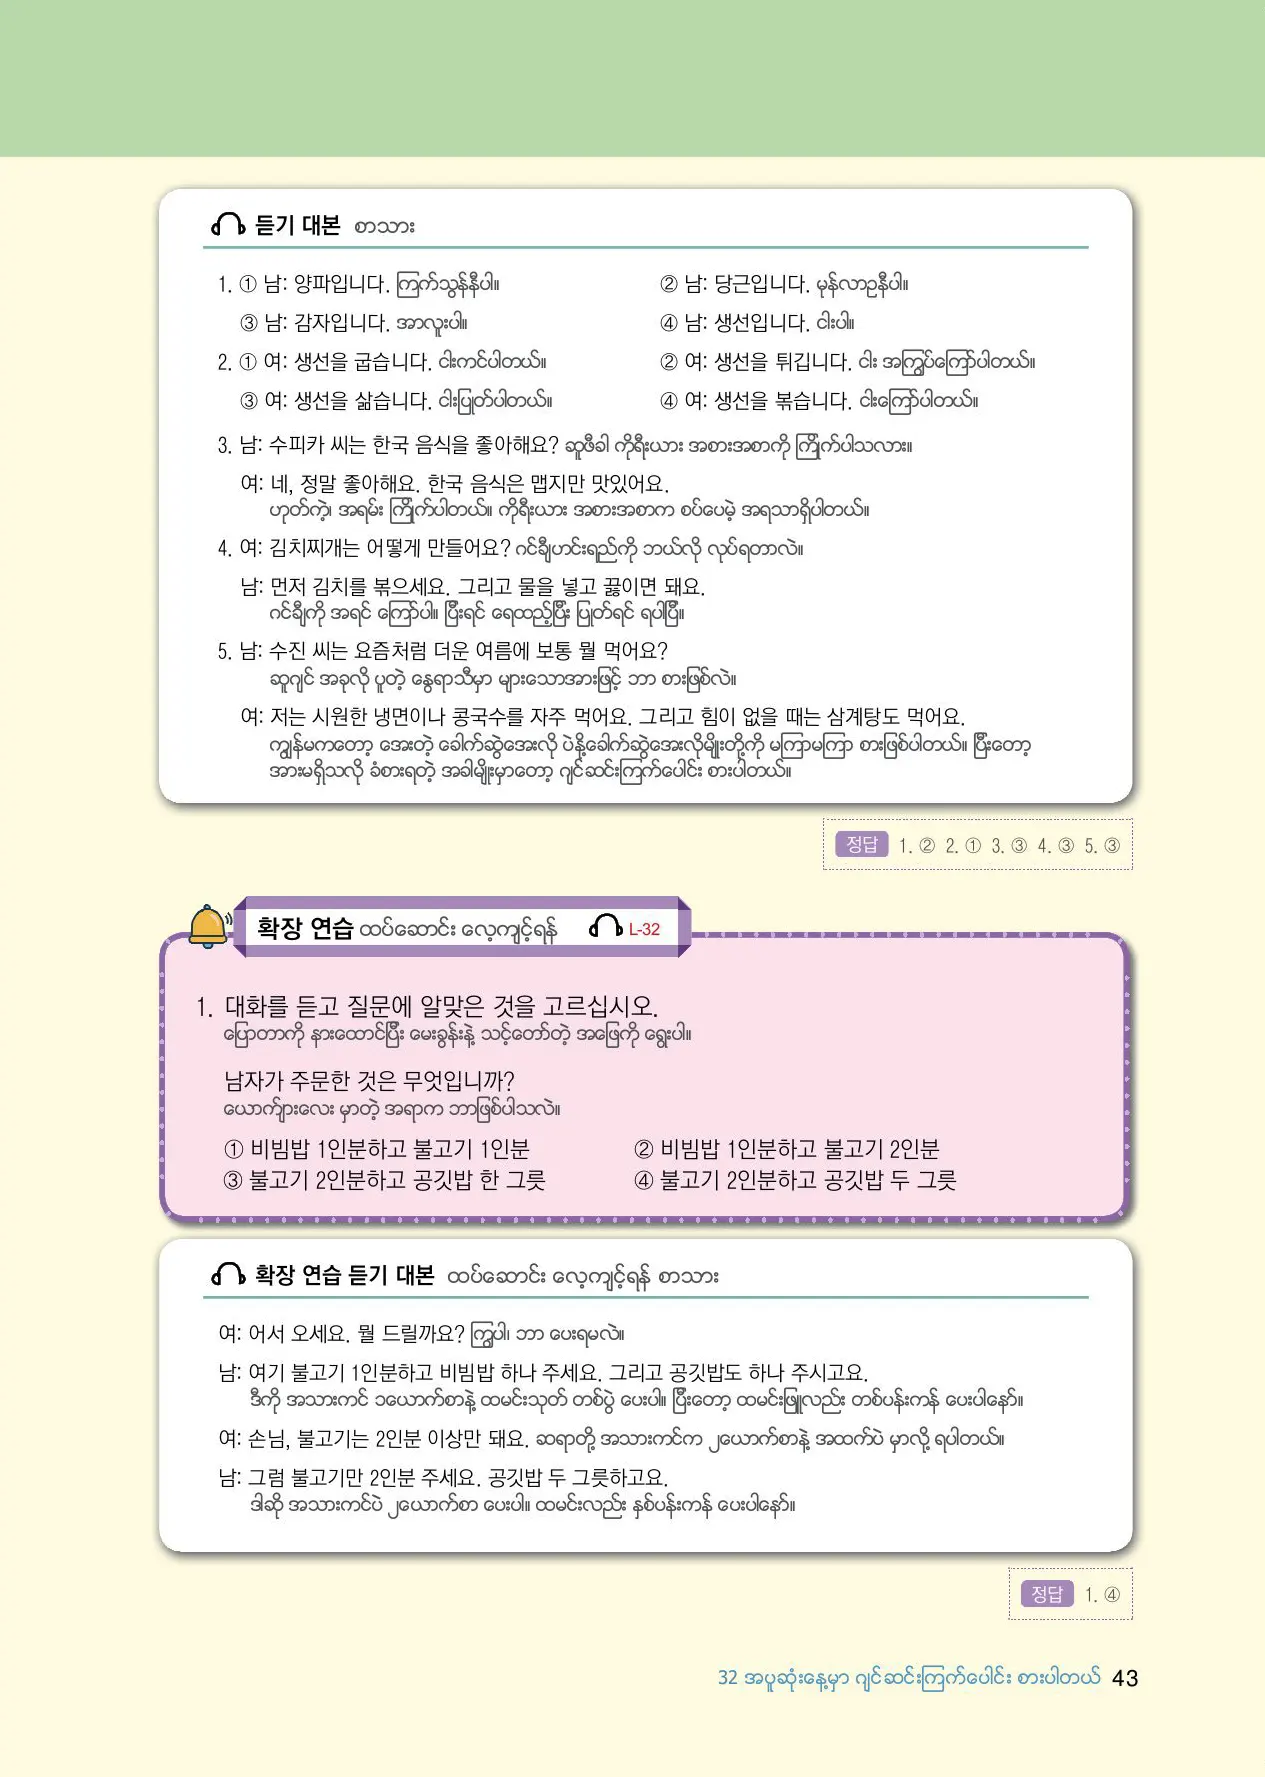 듣기 대본 စာသား
1. ① 남: 양파입니다. ကြက်သွန်နီပါ။
② 남: 당근입니다. မုန်လာဥနီပါ။
③ 남: 감자입니다. အာလူးပါ။
④ 남: 생선입니다. ငါးပါ။
2. ① 여: 생선을 굽습니다. ငါးကင်ပါတယ်။
② 여: 생선을 튀깁니다. ငါး အကြွပ်ကြော်ပါတယ်။
③ 여: 생선을 삶습니다. ငါးပြုတ်ပါတယ်။
④ 여: 생선을 볶습니다. ငါးကြော်ပါတယ်။
3. 남: 수피카 씨는 한국 음식을 좋아해요? ဆူဖီခါ ကိုရီးယား အစားအစာကို ကြိုက်ပါသလား။
여: 네, 정말 좋아해요. 한국 음식은 맵지만 맛있어요.
ဟုတ်ကဲ့၊ အရမ်း ကြိုက်ပါတယ်။ ကိုရီးယား အစားအစာက စပ်ပေမဲ့ အရသာရှိပါတယ်။
4. 여: 김치찌개는 어떻게 만들어요? ဂင်ချီဟင်းရည်ကို ဘယ်လို လုပ်ရတာလဲ။
남: 먼저 김치를 볶으세요. 그리고 물을 넣고 끓이면 돼요.
ဂင်ချီကို အရင် ကြော်ပါ။ ပြီးရင် ရေထည့်ပြီး ပြုတ်ရင် ရပါပြီ။
5. 남: 수진 씨는 요즘처럼 더운 여름에 보통 뭘 먹어요?
ဆူဂျင် အခုလို ပူတဲ့ နွေရာသီမှာ များသောအားဖြင့် ဘာ စားဖြစ်လဲ။
여: 저는 시원한 냉면이나 콩국수를 자주 먹어요. 그리고 힘이 없을 때는 삼계탕도 먹어요.
ကျွန်မကတော့ အေးတဲ့ ခေါက်ဆွဲအေးလို ပဲနို့ခေါက်ဆွဲအေးလိုမျိုးတို့ကို မကြာမကြာ စားဖြစ်ပါတယ်။ ပြီးတော့
အားမရှိသလို ခံစားရတဲ့ အခါမျိုးမှာတော့ ဂျင်ဆင်းကြက်ပေါင်း စားပါတယ်။
정답 1. ② 2. ① 3. ③ 4. ③ 5. ③
확장 연습 ထပ်ဆောင်း လေ့ကျင့်ရန် L-32
1. 대화를 듣고 질문에 알맞은 것을 고르십시오.
ပြောတာကို နားထောင်ပြီး မေးခွန်းနဲ့ သင့်တော်တဲ့ အဖြေကို ရွေးပါ။
남자가 주문한 것은 무엇입니까?
ယောက်ျားလေး မှာတဲ့ အရာက ဘာဖြစ်ပါသလဲ။
① 비빔밥 1인분하고 불고기 1인분
② 비빔밥 1인분하고 불고기 2인분
③ 불고기 2인분하고 공깃밥 한 그릇
④ 불고기 2인분하고 공깃밥 두 그릇
확장 연습 듣기 대본 ထပ်ဆောင်း လေ့ကျင့်ရန် စာသား
여: 어서 오세요. 뭘 드릴까요? ကြွပါ၊ ဘာ ပေးရမလဲ။
남: 여기 불고기 1인분하고 비빔밥 하나 주세요. 그리고 공깃밥도 하나 주시고요.
ဒီကို အသားကင် ၁ယောက်စာနဲ့ ထမင်းသုတ် တစ်ပွဲ ပေးပါ။ ပြီးတော့ ထမင်းဖြူလည်း တစ်ပန်းကန် ပေးပါနော်။
여: 손님, 불고기는 2인분 이상만 돼요. ဆရာတို့ အသားကင်က ၂ယောက်စာနဲ့ အထက်ပဲ မှာလို့ ရပါတယ်။
남: 그럼 불고기만 2인분 주세요. 공깃밥 두 그릇하고요.
ဒါဆို အသားကင်ပဲ ၂ယောက်စာ ပေးပါ။ ထမင်းလည်း နှစ်ပန်းကန် ပေးပါနော်။
정답 1. ④
32 အပူဆုံးနေ့မှာ ဂျင်ဆင်းကြက်ပေါင်း စားပါတယ် 43